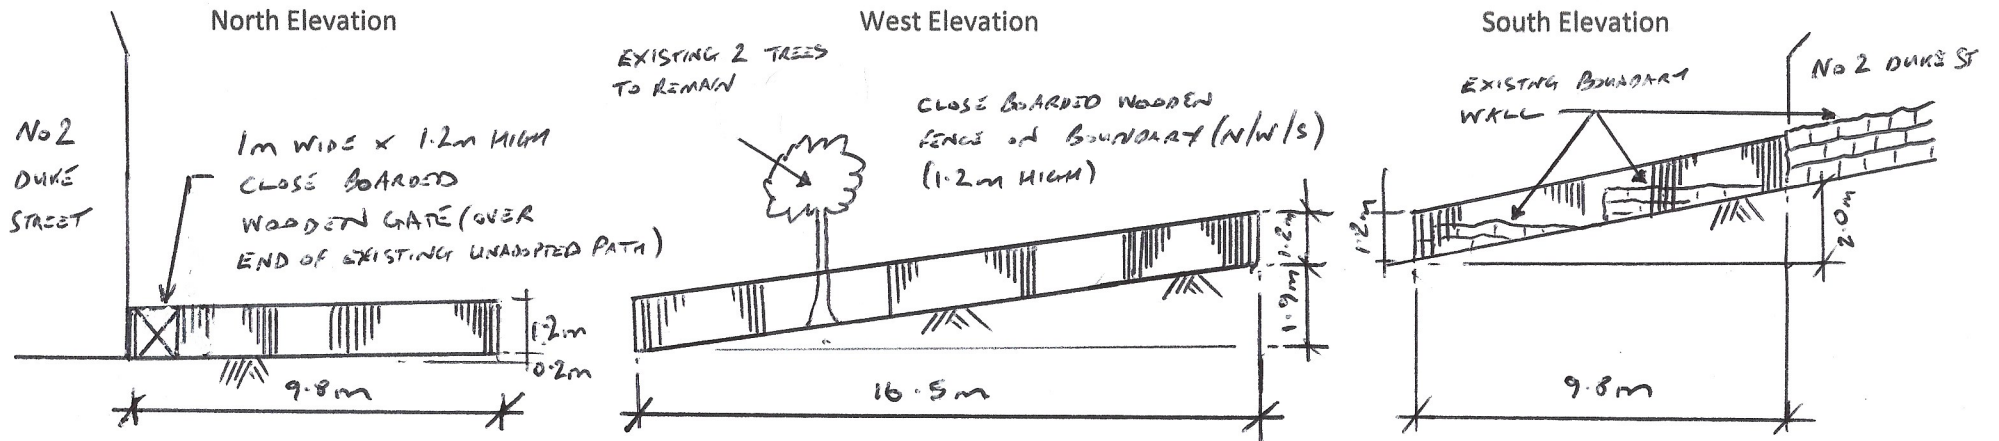 North Elevation
No 2
DUKE
STREET
1m WIDE x 1.2m HIGH
CLOSE BOARDED
WOODEN GATE (OVER
END OF EXISTING UNADOPTED PATH)
1.2m
0.2m
9.8m
West Elevation
EXISTING 2 TREES
TO REMAIN
CLOSE BOARDED WOODEN
FENCE ON BOUNDARY (N/W/S)
(1.2m HIGH)
1.2m
1.9m
16.5m
South Elevation
No 2 DUKE ST
EXISTING BOUNDARY
WALL
1.2m
2.0m
9.8m